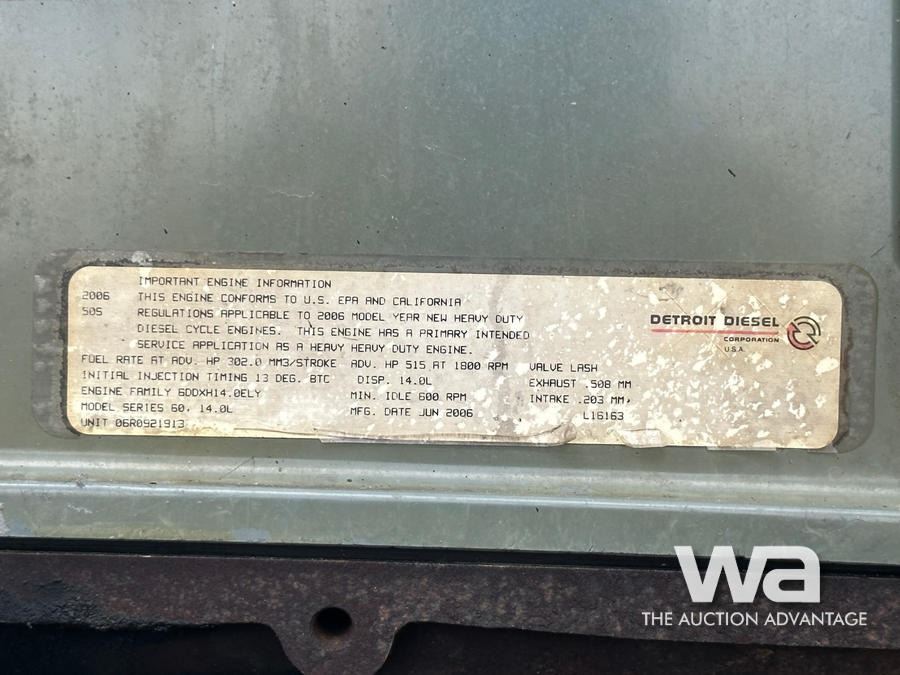 IMPORTANT ENGINE INFORMATION
2006 THIS ENGINE CONFORMS TO U.S. EPA AND CALIFORNIA
50S REGULATIONS APPLICABLE TO 2006 MODEL YEAR NEW HEAVY DUTY
DIESEL CYCLE ENGINES. THIS ENGINE HAS A PRIMARY INTENDED
SERVICE APPLICATION AS A HEAVY HEAVY DUTY ENGINE.
FUEL RATE AT ADV. HP 302.0 MM3/STROKE ADV. HP 515 AT 1800 RPM VALVE LASH
INITIAL INJECTION TIMING 13 DEG. BTC DISP. 14.0L EXHAUST .508 MM
ENGINE FAMILY 6DDXH14.0ELY MIN. IDLE 600 RPM INTAKE .203 MM,
MODEL SERIES 60, 14.0L MFG. DATE JUN 2006 L16163
UNIT 06R0921913
DETROIT DIESEL
CORPORATION
U.S.A.
wa
THE AUCTION ADVANTAGE